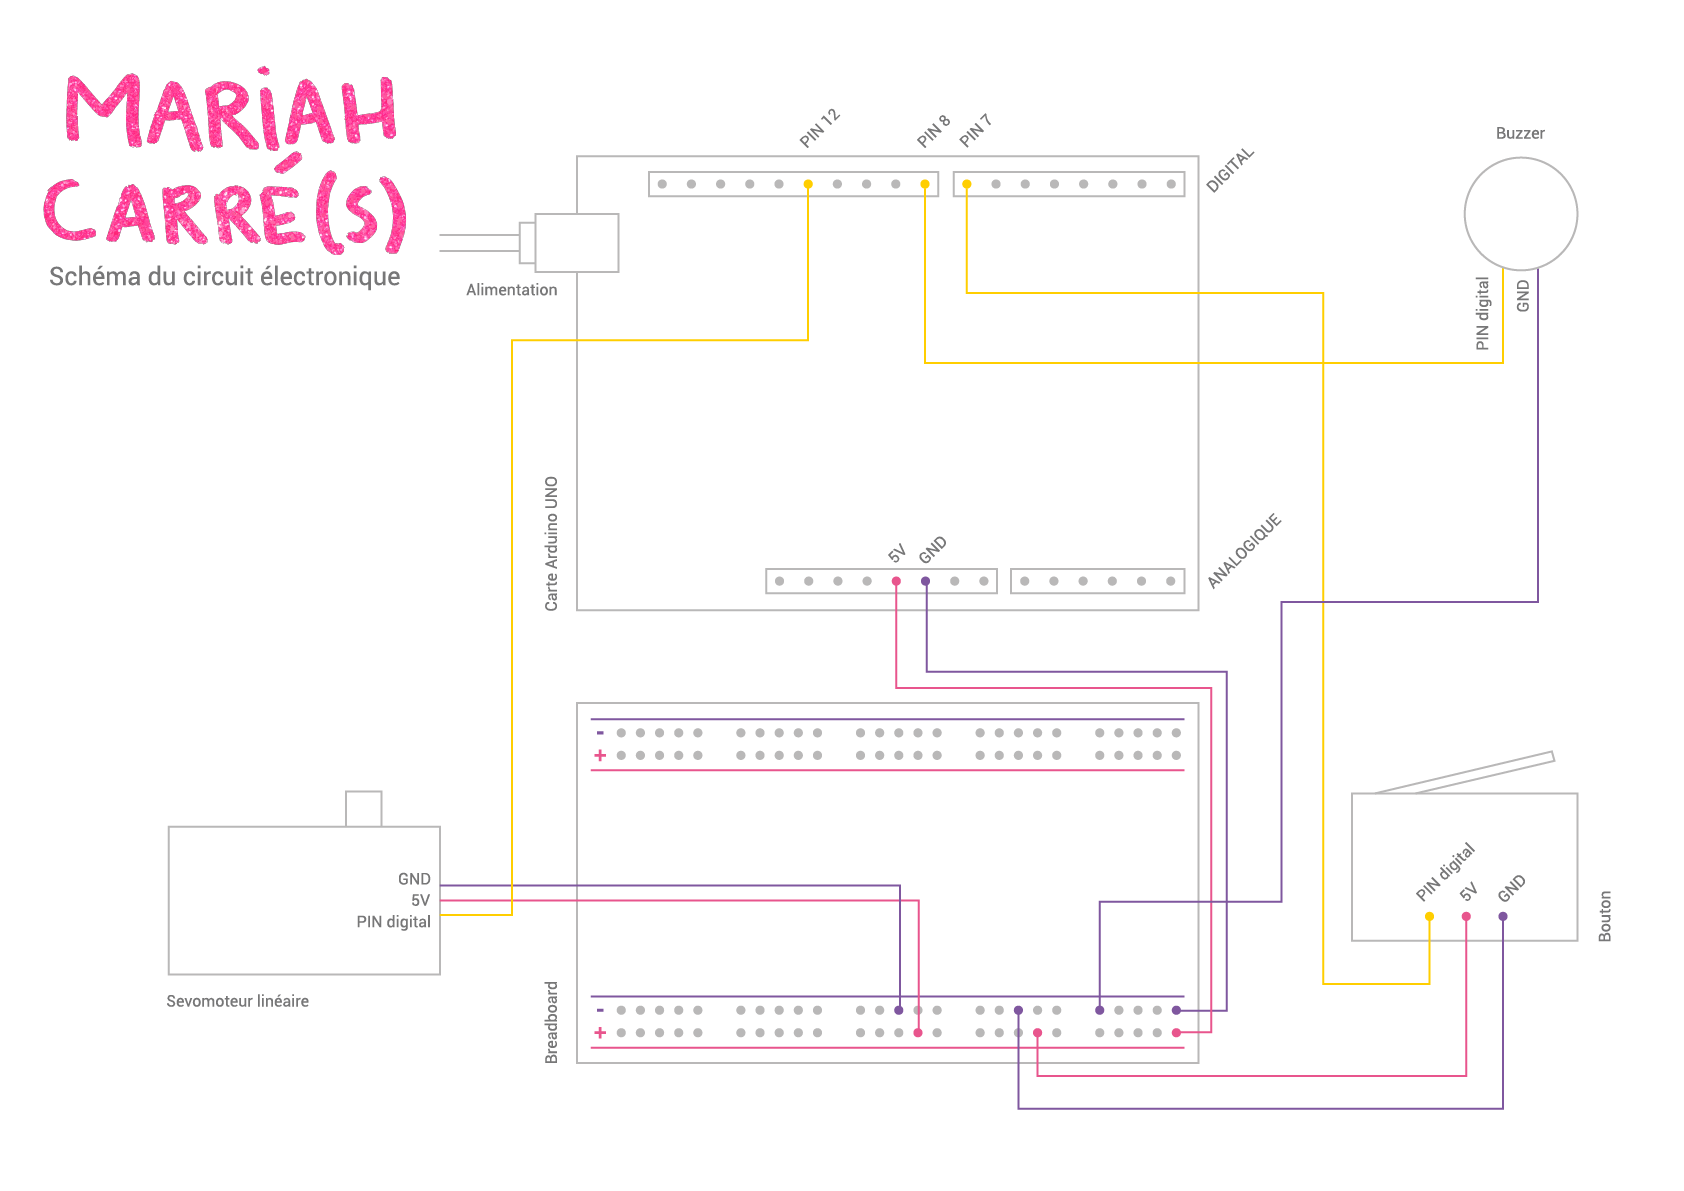 MARiAH
CARRÉ(S)
Schéma du circuit électronique
PIN 12
PIN 8
PIN 7
DIGITAL
Buzzer
PIN digital
GND
Alimentation
Carte Arduino UNO
5V
GND
ANALOGIQUE
-
+
GND
5V
PIN digital
Sevomoteur linéaire
PIN digital
5V
GND
Bouton
Breadboard
-
+